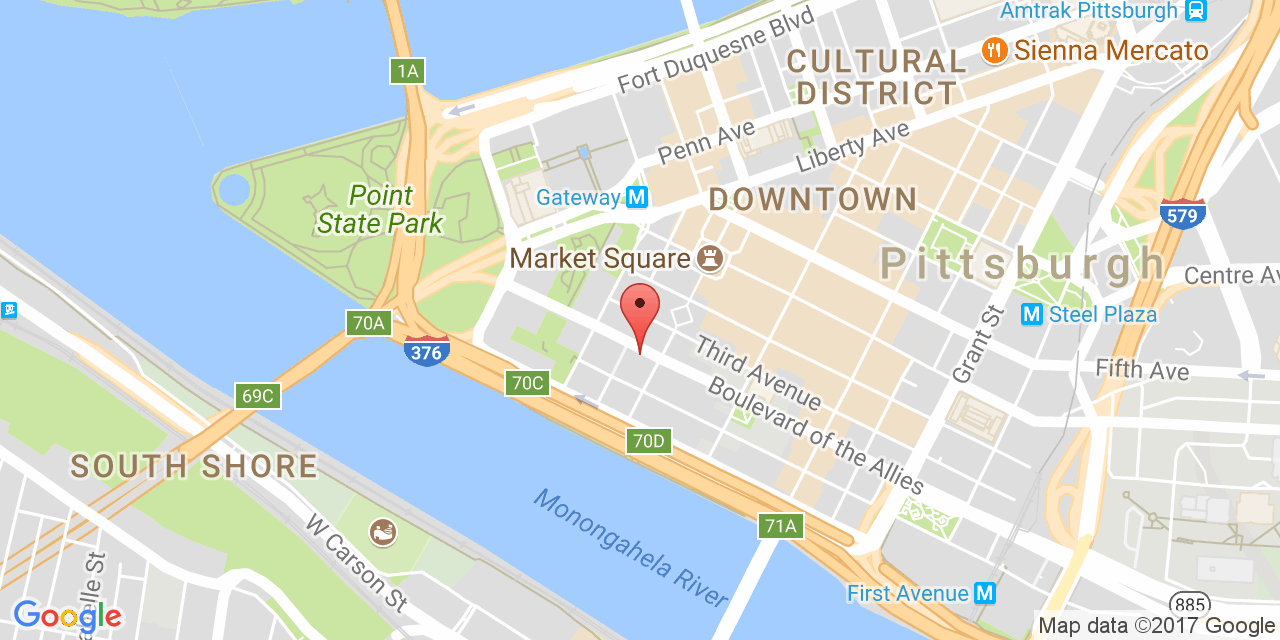 Amtrak Pittsburgh
Fort Duquesne Blvd
Sienna Mercato
CULTURAL
DISTRICT
1A
Penn Ave
Liberty Ave
Point
State Park
Gateway M
DOWNTOWN
579
Market Square
Pittsburgh
Centre Av
M Steel Plaza
70A
376
Third Avenue
Grant St
Fifth Ave
70C
69C
Boulevard of the Allies
70D
SOUTH SHORE
Monongahela River
71A
W Carson St
elle St
First Avenue M
885
Google
Map data ©2017 Google